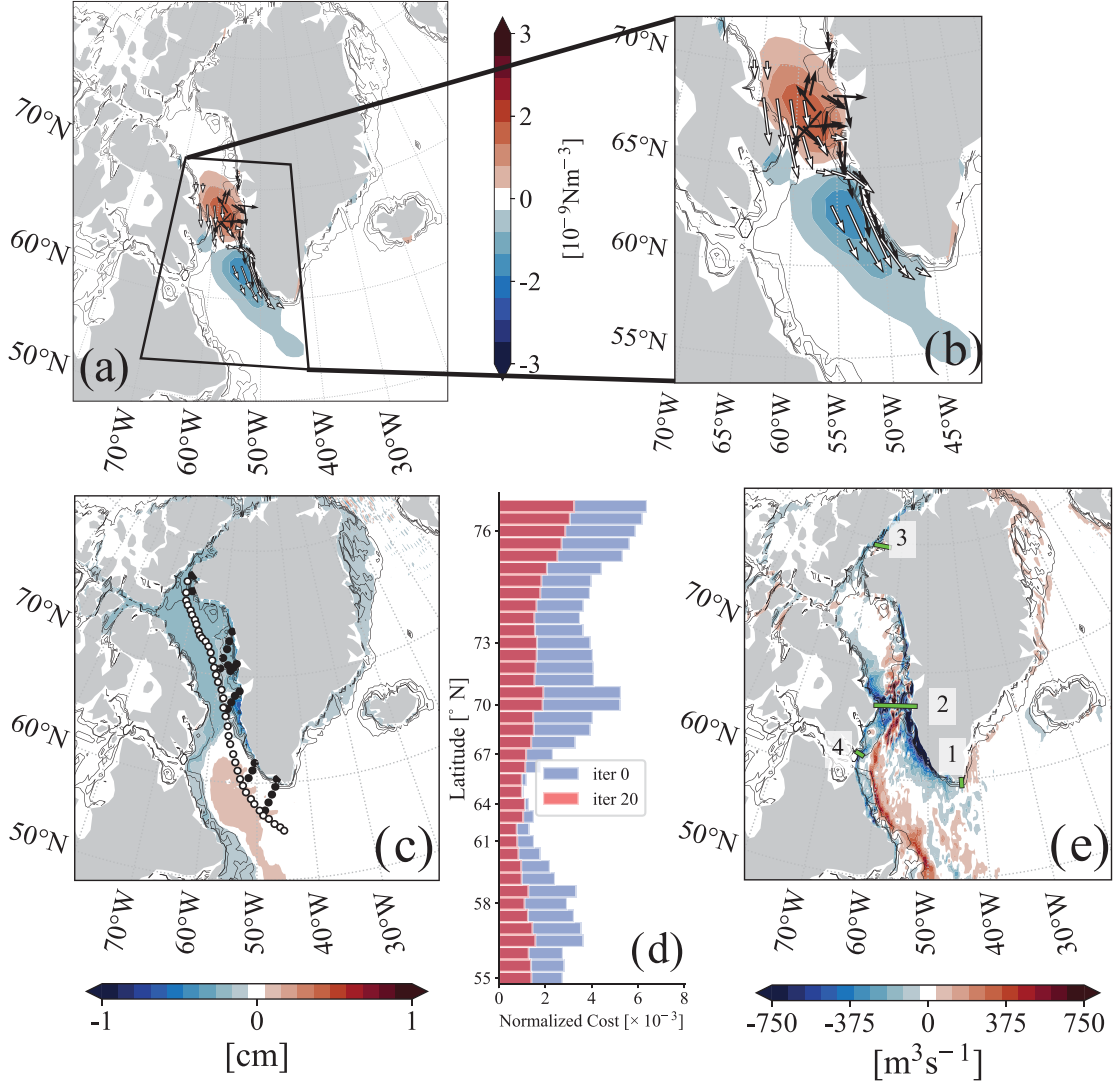 70°N
60°N
50°N
70°W
60°W
50°W
30°W
(a)
3
2
1
0
-1
-2
-3
[10⁻⁹Nm⁻³]
70°N
65°N
60°N
55°N
70°W
65°W
60°W
55°W
50°W
45°W
(b)
70°N
60°N
50°N
70°W
60°W
50°W
40°W
30°W
(c)
-1
0
1
[cm]
Latitude [° N]
76
73
70
67
64
61
58
55
iter 0
iter 20
(d)
0
2
4
6
8
Normalized Cost [× 10⁻³]
70°N
60°N
50°N
3
2
4
1
(e)
60°W
50°W
40°W
30°W
-750
-375
0
375
750
[m³s⁻¹]